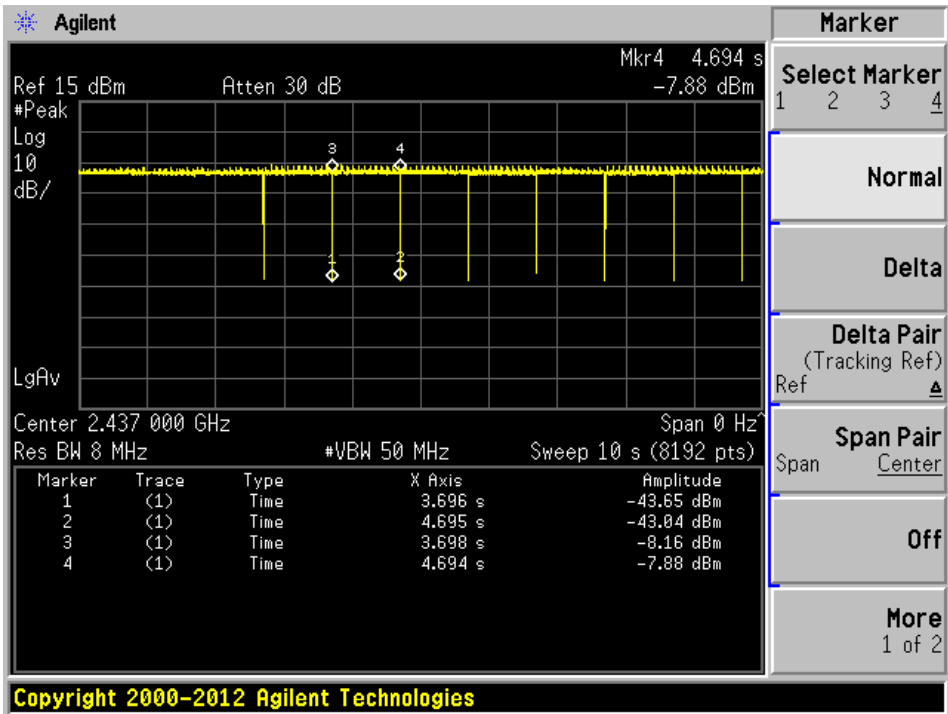 Agilent
Marker
Mkr4 4.694 s
Ref 15 dBm Atten 30 dB -7.88 dBm
#Peak
Log
10
dB/
3 4
1 2
LgAv
Center 2.437 000 GHz Span 0 Hz^
Res BW 8 MHz #VBW 50 MHz Sweep 10 s (8192 pts)
Marker Trace Type X Axis Amplitude
1 (1) Time 3.696 s -43.65 dBm
2 (1) Time 4.695 s -43.04 dBm
3 (1) Time 3.698 s -8.16 dBm
4 (1) Time 4.694 s -7.88 dBm
Select Marker
1 2 3 4
Normal
Delta
Delta Pair
(Tracking Ref)
Ref Δ
Span Pair
Span Center
Off
More
1 of 2
Copyright 2000-2012 Agilent Technologies